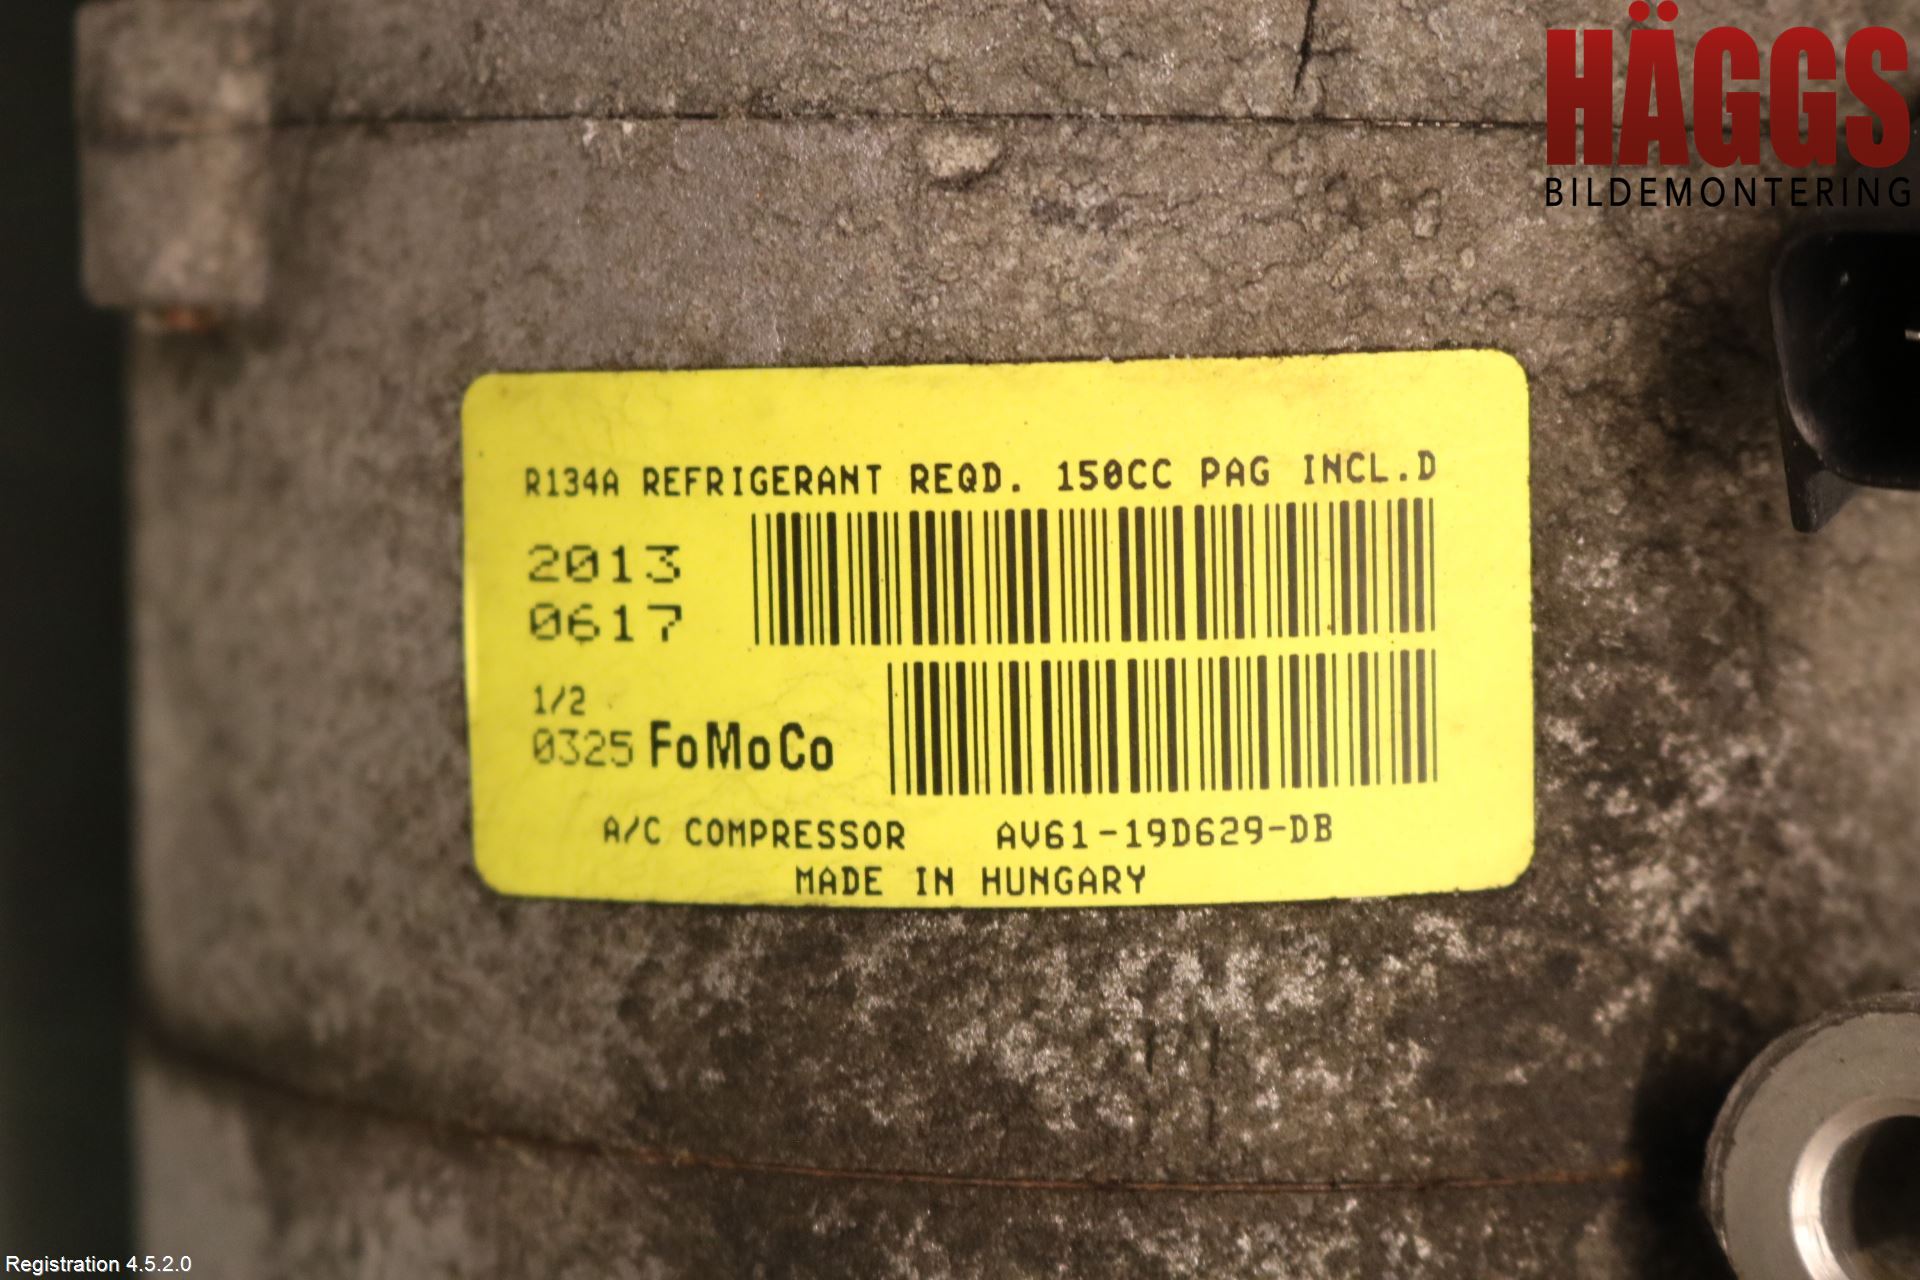 HÄGGS
BILDEMONTERING
R134A REFRIGERANT REQD. 150CC PAG INCL.D
2013
0617
1/2
0325 FoMoCo
A/C COMPRESSOR AV61-19D629-DB
MADE IN HUNGARY
Registration 4.5.2.0